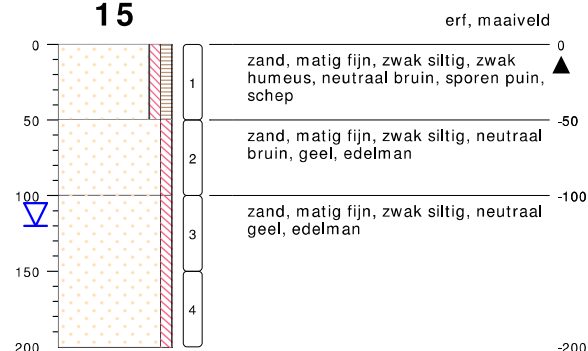 15
erf, maaiveld
0
0
zand, matig fijn, zwak siltig, zwak
humeus, neutraal bruin, sporen puin,
schep
1
50
-50
zand, matig fijn, zwak siltig, neutraal
bruin, geel, edelman
2
100
-100
zand, matig fijn, zwak siltig, neutraal
geel, edelman
3
150
4
200
-200